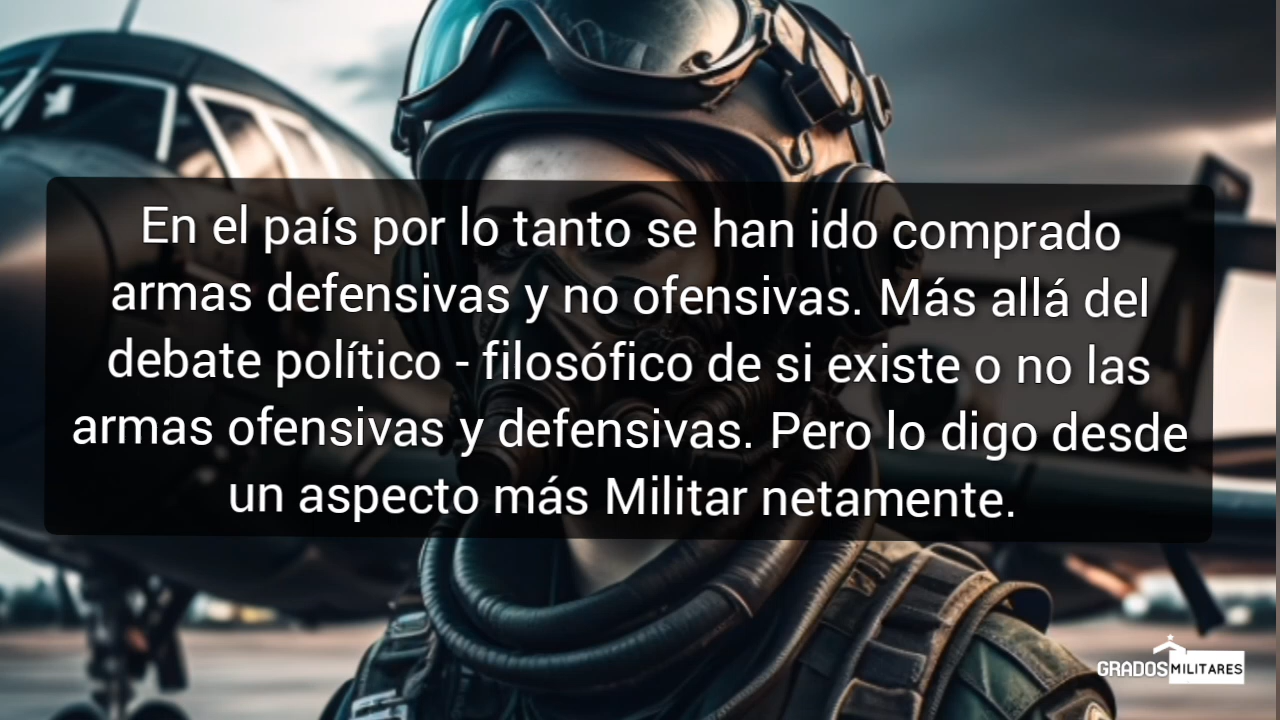 En el país por lo tanto se han ido comprado
armas defensivas y no ofensivas. Más allá del
debate político - filosófico de si existe o no las
armas ofensivas y defensivas. Pero lo digo desde
un aspecto más Militar netamente.
GRADOS MILITARES